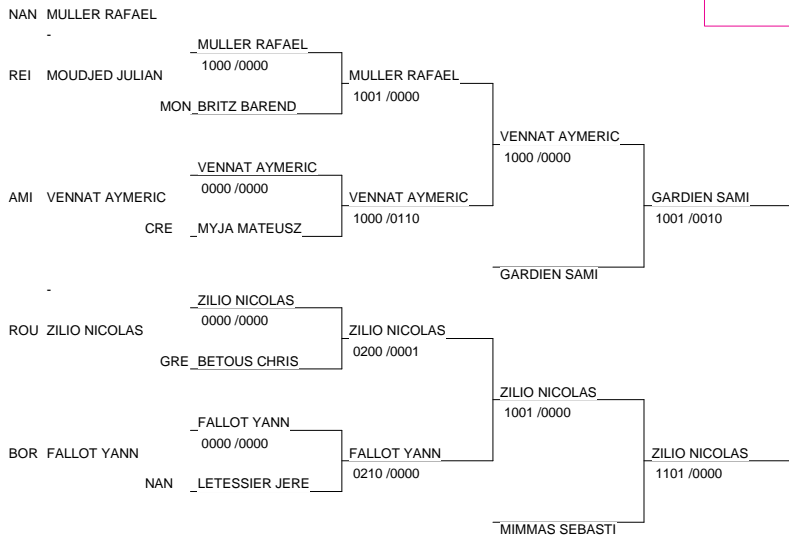 NAN MULLER RAFAEL
-
MULLER RAFAEL
1000 /0000
REI MOUDJED JULIAN
MULLER RAFAEL
1001 /0000
MON BRITZ BAREND
VENNAT AYMERIC
1000 /0000
VENNAT AYMERIC
0000 /0000
AMI VENNAT AYMERIC
VENNAT AYMERIC
1000 /0110
GARDIEN SAMI
1001 /0010
CRE MYJA MATEUSZ
GARDIEN SAMI
-
ZILIO NICOLAS
0000 /0000
ROU ZILIO NICOLAS
ZILIO NICOLAS
0200 /0001
GRE BETOUS CHRIS
ZILIO NICOLAS
1001 /0000
FALLOT YANN
0000 /0000
BOR FALLOT YANN
FALLOT YANN
0210 /0000
ZILIO NICOLAS
1101 /0000
NAN LETESSIER JERE
MIMMAS SEBASTI